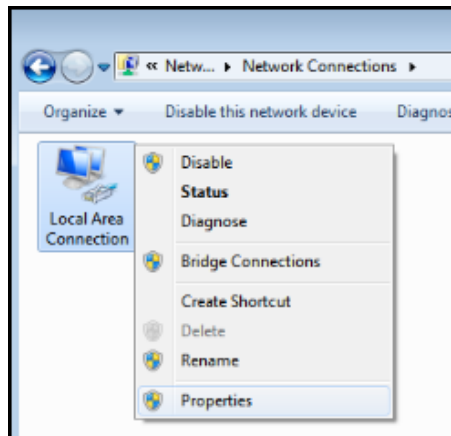 « Netw... ▸ Network Connections ▸
Organize ▾ Disable this network device Diagnos
Local Area
Connection
Disable
Status
Diagnose
Bridge Connections
Create Shortcut
Delete
Rename
Properties